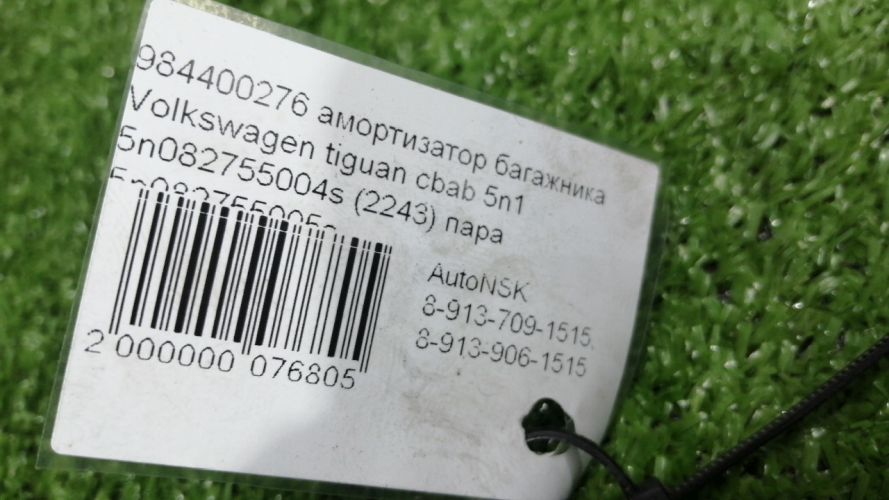 984400276 амортизатор багажника
Volkswagen tiguan cbab 5n1
5n082755004s (2243) пара
AutoNSK
8-913-709-1515,
8-913-906-1515
2 000000 076805